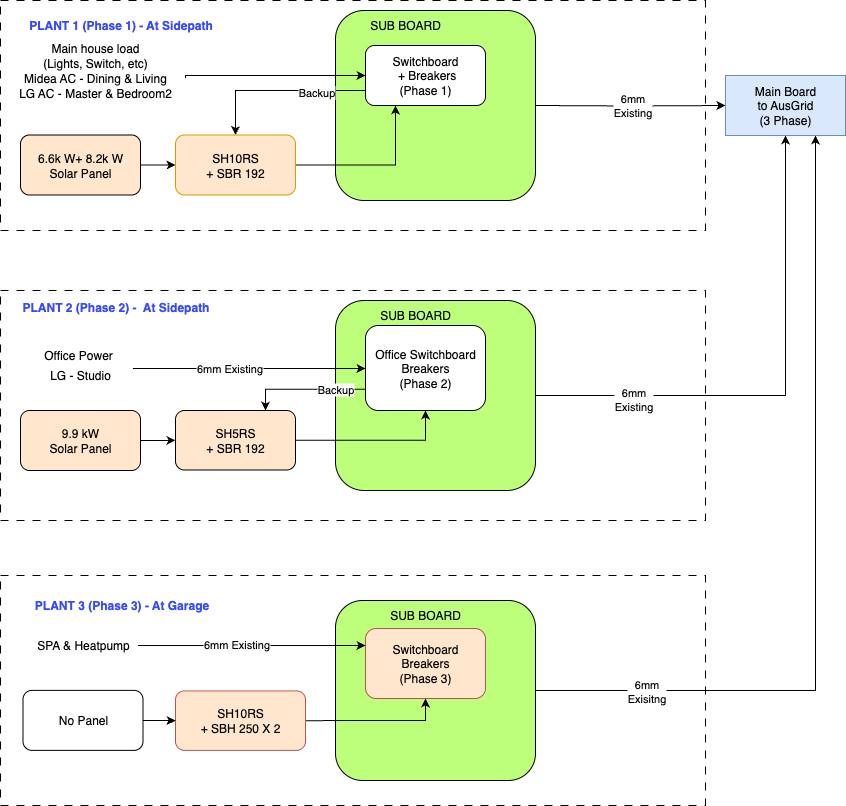 PLANT 1 (Phase 1) - At Sidepath
SUB BOARD
Main house load
(Lights, Switch, etc)
Midea AC - Dining & Living
LG AC - Master & Bedroom2
Switchboard
+ Breakers
(Phase 1)
Backup
6mm
Existing
Main Board
to AusGrid
(3 Phase)
6.6k W+ 8.2k W
Solar Panel
SH10RS
+ SBR 192
PLANT 2 (Phase 2) - At Sidepath
SUB BOARD
Office Power
LG - Studio
6mm Existing
Office Switchboard
Breakers
(Phase 2)
Backup
6mm
Existing
9.9 kW
Solar Panel
SH5RS
+ SBR 192
PLANT 3 (Phase 3) - At Garage
SUB BOARD
SPA & Heatpump
6mm Existing
Switchboard
Breakers
(Phase 3)
6mm
Exisitng
No Panel
SH10RS
+ SBH 250 X 2